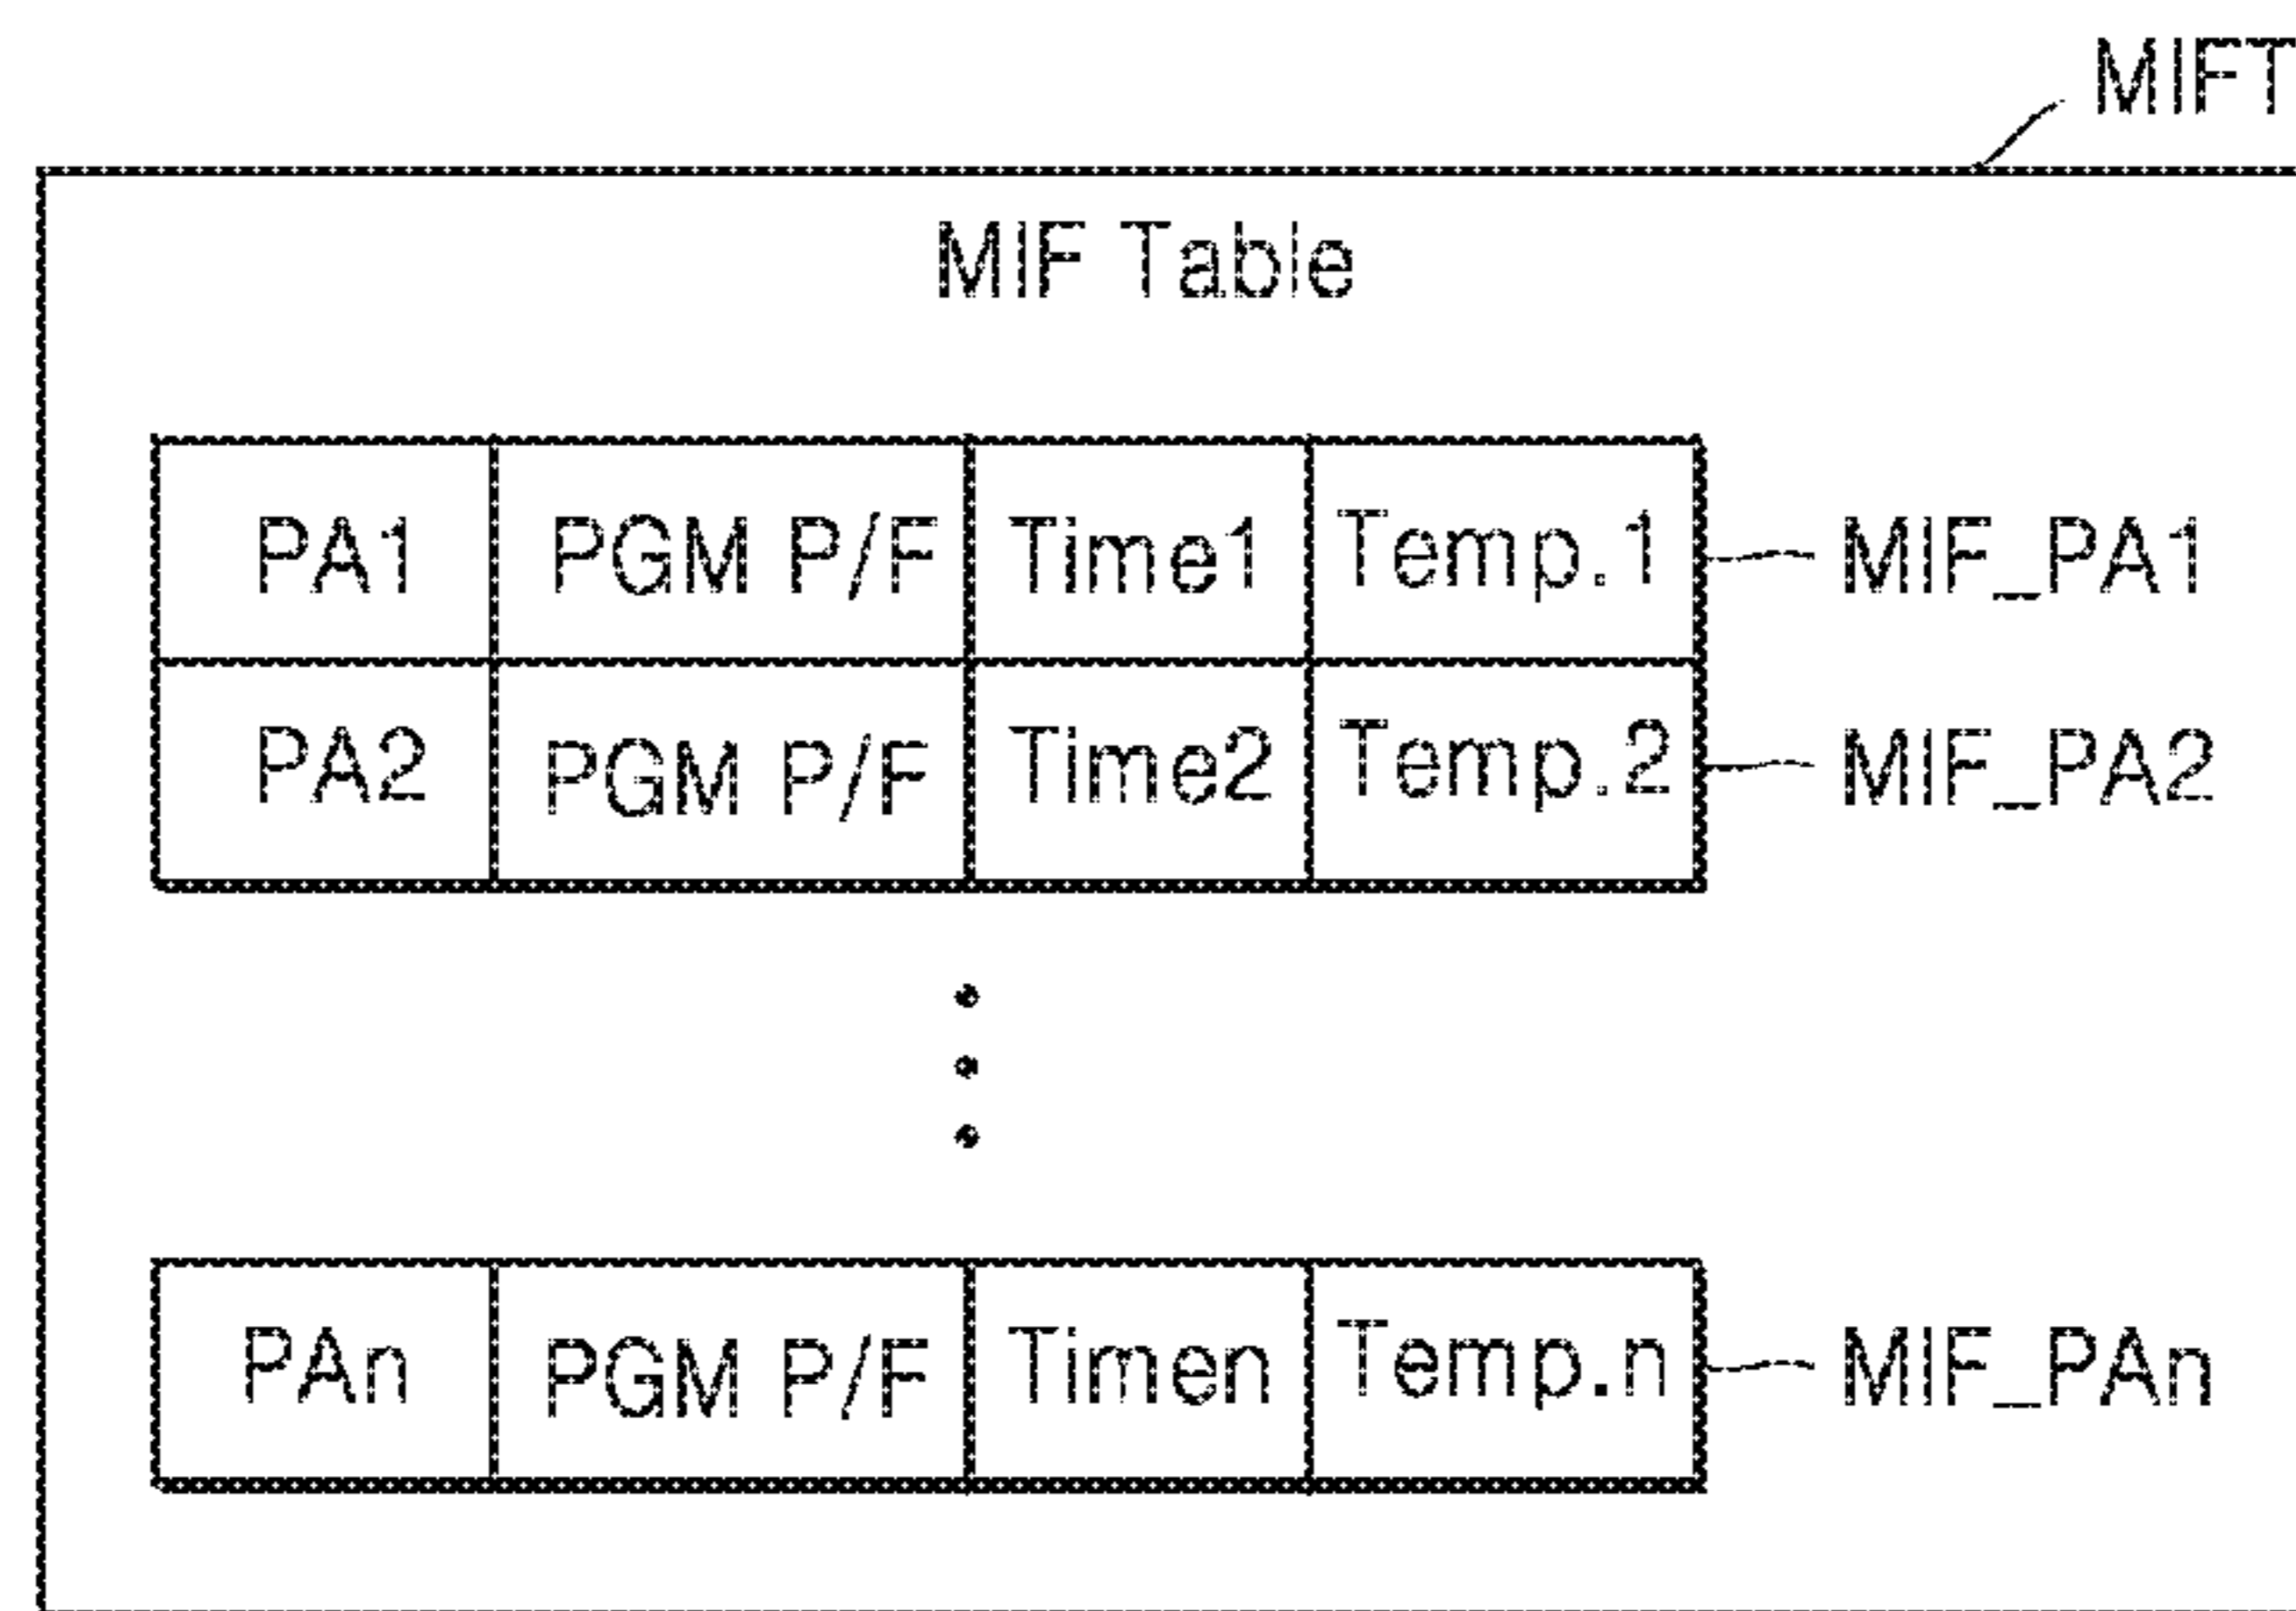 MIFT
MIF Table
PA1 PGM P/F Time1 Temp.1 MIF_PA1
PA2 PGM P/F Time2 Temp.2 MIF_PA2
PAn PGM P/F Timen Temp.n MIF_PAn